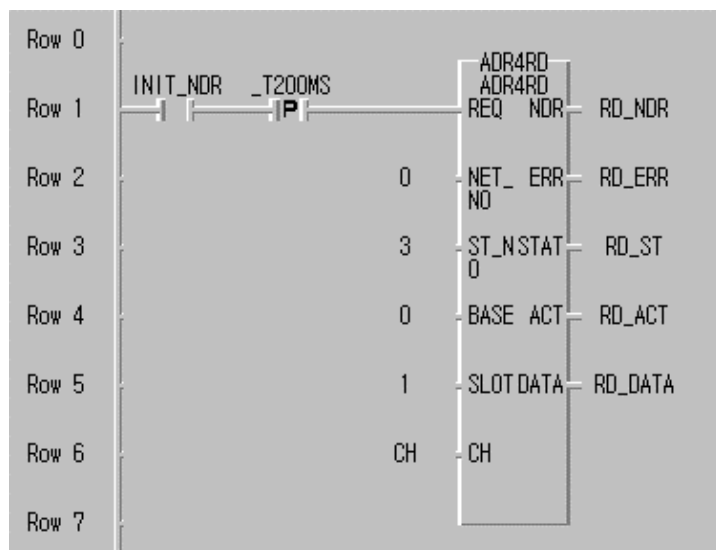 Row 0
ADR4RD
INIT_NDR _T200MS ADR4RD
Row 1 P REQ NDR RD_NDR
Row 2 0 NET_ ERR RD_ERR
NO
Row 3 3 ST_N STAT RD_ST
O
Row 4 0 BASE ACT RD_ACT
Row 5 1 SLOT DATA RD_DATA
Row 6 CH CH
Row 7